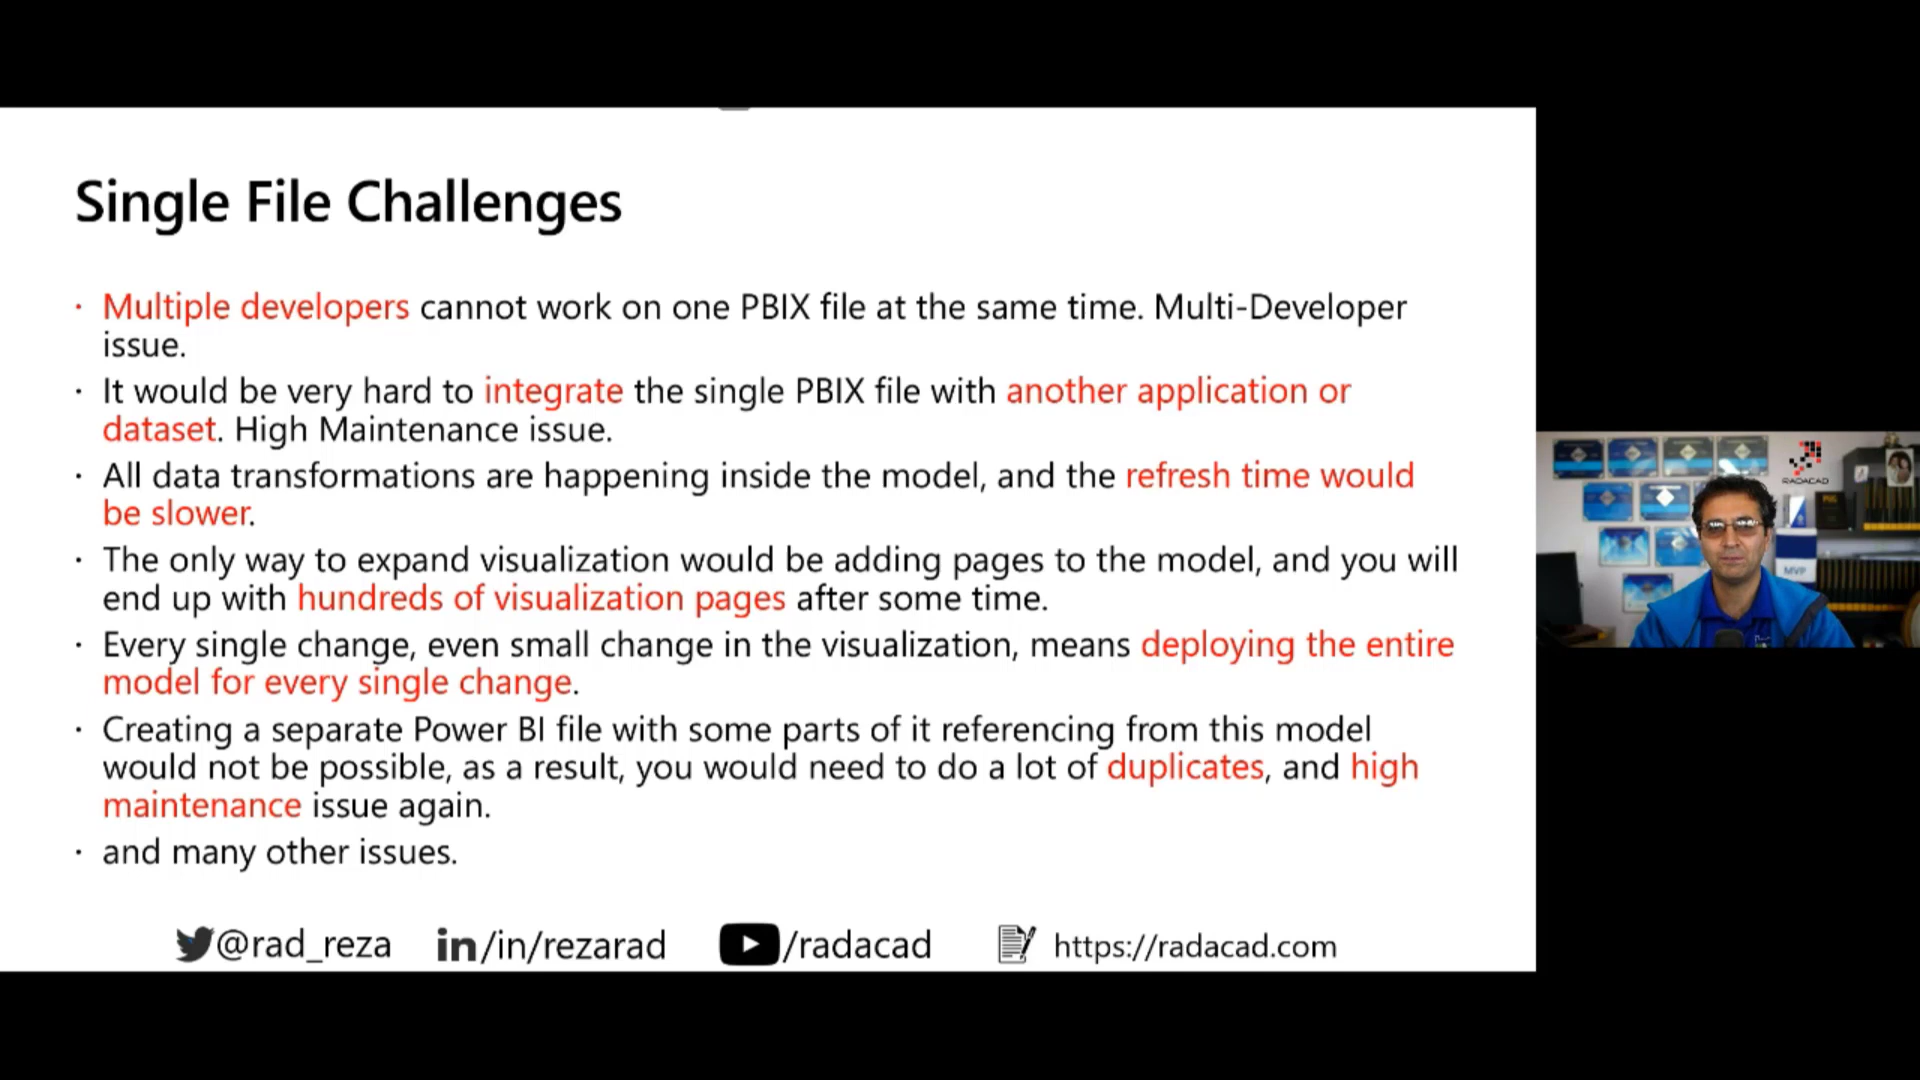 Single File Challenges
· Multiple developers cannot work on one PBIX file at the same time. Multi-Developer
issue.
· It would be very hard to integrate the single PBIX file with another application or
dataset. High Maintenance issue.
· All data transformations are happening inside the model, and the refresh time would
be slower.
· The only way to expand visualization would be adding pages to the model, and you will
end up with hundreds of visualization pages after some time.
· Every single change, even small change in the visualization, means deploying the entire
model for every single change.
· Creating a separate Power BI file with some parts of it referencing from this model
would not be possible, as a result, you would need to do a lot of duplicates, and high
maintenance issue again.
· and many other issues.
@rad_reza in/in/rezarad /radacad https://radacad.com
RADACAD
MVP